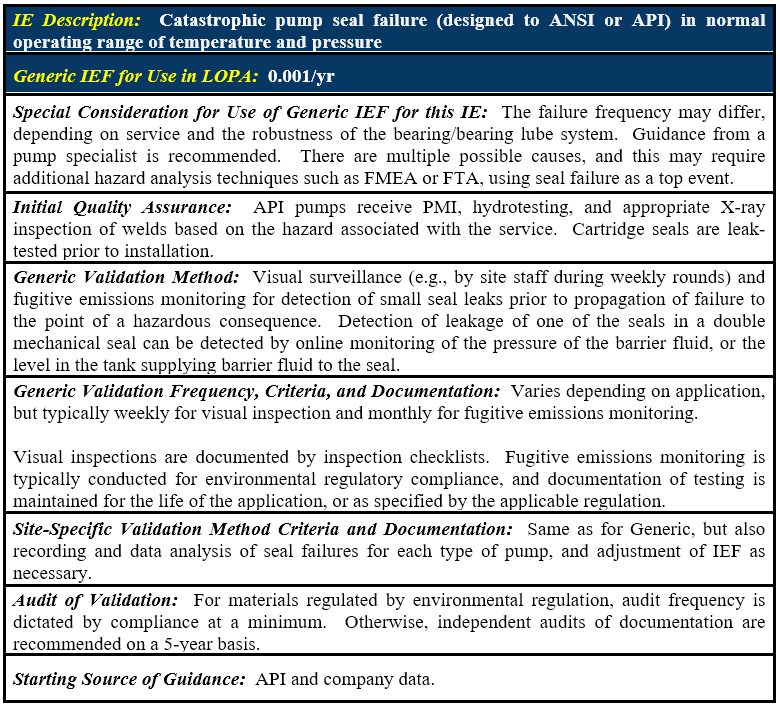 IE Description: Catastrophic pump seal failure (designed to ANSI or API) in normal
operating range of temperature and pressure
Generic IEF for Use in LOPA: 0.001/yr
Special Consideration for Use of Generic IEF for this IE: The failure frequency may differ,
depending on service and the robustness of the bearing/bearing lube system. Guidance from a
pump specialist is recommended. There are multiple possible causes, and this may require
additional hazard analysis techniques such as FMEA or FTA, using seal failure as a top event.
Initial Quality Assurance: API pumps receive PMI, hydrotesting, and appropriate X-ray
inspection of welds based on the hazard associated with the service. Cartridge seals are leak-
tested prior to installation.
Generic Validation Method: Visual surveillance (e.g., by site staff during weekly rounds) and
fugitive emissions monitoring for detection of small seal leaks prior to propagation of failure to
the point of a hazardous consequence. Detection of leakage of one of the seals in a double
mechanical seal can be detected by online monitoring of the pressure of the barrier fluid, or the
level in the tank supplying barrier fluid to the seal.
Generic Validation Frequency, Criteria, and Documentation: Varies depending on application,
but typically weekly for visual inspection and monthly for fugitive emissions monitoring.
Visual inspections are documented by inspection checklists. Fugitive emissions monitoring is
typically conducted for environmental regulatory compliance, and documentation of testing is
maintained for the life of the application, or as specified by the applicable regulation.
Site-Specific Validation Method Criteria and Documentation: Same as for Generic, but also
recording and data analysis of seal failures for each type of pump, and adjustment of IEF as
necessary.
Audit of Validation: For materials regulated by environmental regulation, audit frequency is
dictated by compliance at a minimum. Otherwise, independent audits of documentation are
recommended on a 5-year basis.
Starting Source of Guidance: API and company data.